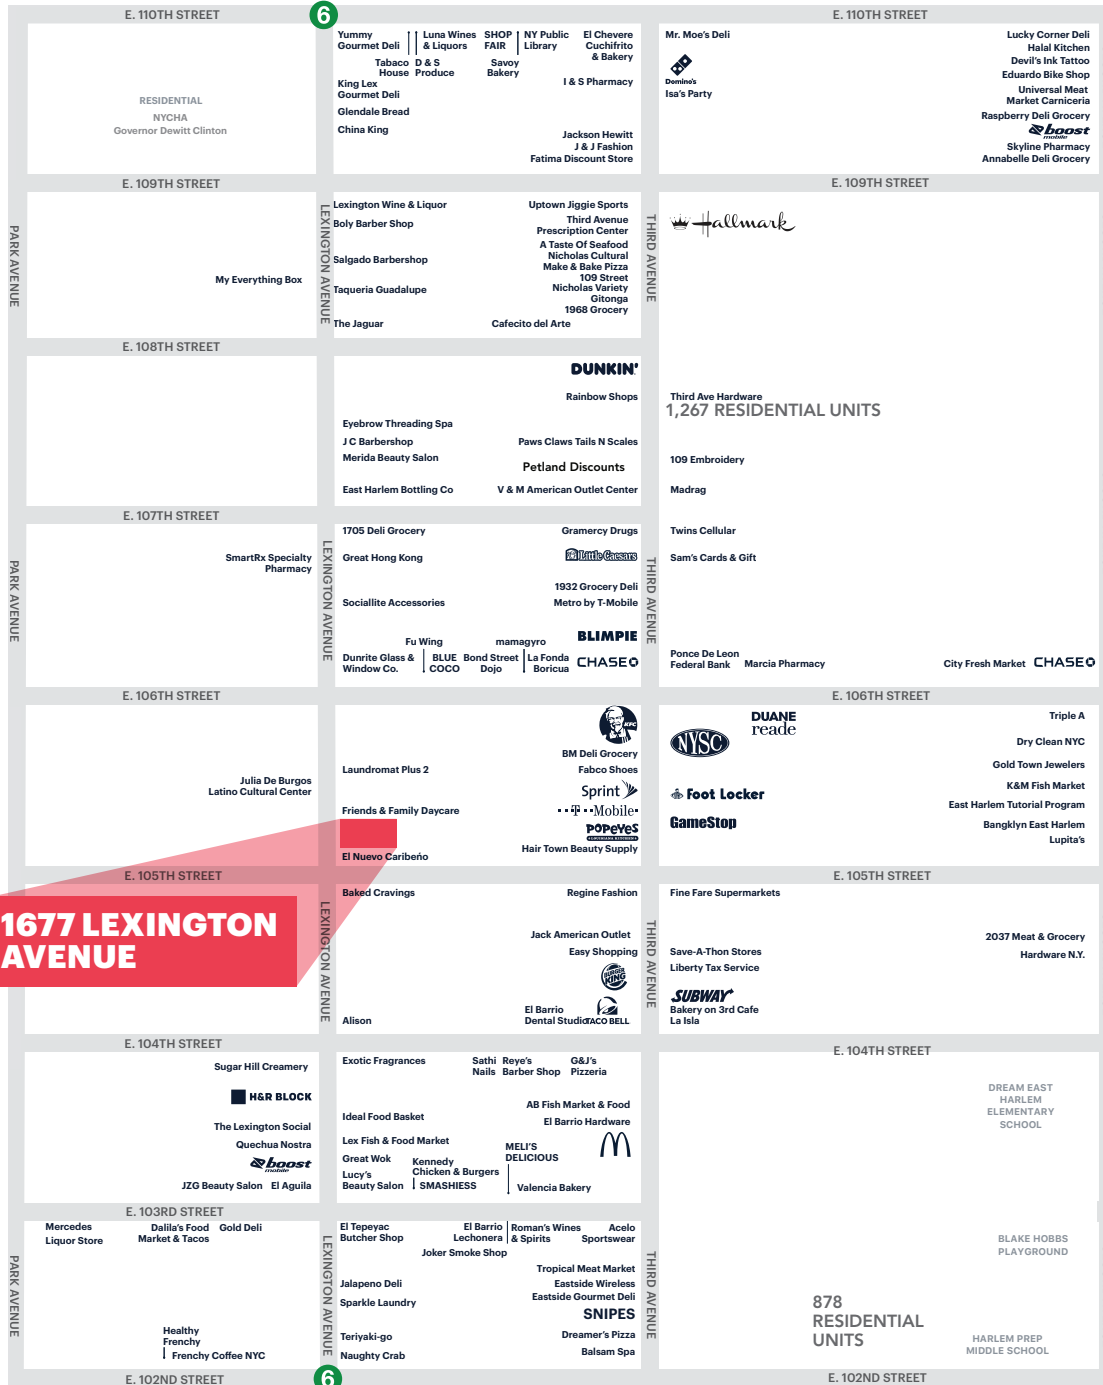 E. 110TH STREET
6
E. 110TH STREET
RESIDENTIAL
NYCHA
Governor Dewitt Clinton
Yummy
Gourmet Deli
Luna Wines
& Liquors
SHOP
FAIR
NY Public
Library
El Chevere
Cuchifrito
& Bakery
Tabaco
House
D & S
Produce
Savoy
Bakery
King Lex
Gourmet Deli
I & S Pharmacy
Glendale Bread
China King
Jackson Hewitt
J & J Fashion
Fatima Discount Store
Mr. Moe's Deli
Domino's
Isa's Party
Lucky Corner Deli
Halal Kitchen
Devil's Ink Tattoo
Eduardo Bike Shop
Universal Meat
Market Carniceria
Raspberry Deli Grocery
boost
mobile
Skyline Pharmacy
Annabelle Deli Grocery
E. 109TH STREET
E. 109TH STREET
PARK AVENUE
LEXINGTON AVENUE
THIRD AVENUE
My Everything Box
Lexington Wine & Liquor
Boly Barber Shop
Salgado Barbershop
Taqueria Guadalupe
The Jaguar
Uptown Jiggie Sports
Third Avenue
Prescription Center
A Taste Of Seafood
Nicholas Cultural
Make & Bake Pizza
109 Street
Nicholas Variety
Gitonga
1968 Grocery
Cafecito del Arte
Hallmark
E. 108TH STREET
DUNKIN'
Rainbow Shops
Eyebrow Threading Spa
J C Barbershop
Merida Beauty Salon
East Harlem Bottling Co
Paws Claws Tails N Scales
Petland Discounts
V & M American Outlet Center
Third Ave Hardware
1,267 RESIDENTIAL UNITS
109 Embroidery
Madrag
E. 107TH STREET
PARK AVENUE
LEXINGTON AVENUE
THIRD AVENUE
SmartRx Specialty
Pharmacy
1705 Deli Grocery
Great Hong Kong
Sociallite Accessories
Gramercy Drugs
Little Caesars
1932 Grocery Deli
Metro by T-Mobile
Fu Wing
mamagyro
BLIMPIE
Dunrite Glass &
Window Co.
BLUE
COCO
Bond Street
Dojo
La Fonda
Boricua
CHASE
Twins Cellular
Sam's Cards & Gift
Ponce De Leon
Federal Bank
Marcia Pharmacy
City Fresh Market
CHASE
E. 106TH STREET
E. 106TH STREET
Julia De Burgos
Latino Cultural Center
Laundromat Plus 2
Friends & Family Daycare
El Nuevo Caribeño
KFC
BM Deli Grocery
Fabco Shoes
Sprint
T Mobile
POPEYES
LOUISIANA KITCHEN
Hair Town Beauty Supply
NYSC
DUANE
reade
Foot Locker
GameStop
Triple A
Dry Clean NYC
Gold Town Jewelers
K&M Fish Market
East Harlem Tutorial Program
Bangklyn East Harlem
Lupita's
E. 105TH STREET
E. 105TH STREET
1677 LEXINGTON
AVENUE
LEXINGTON AVENUE
THIRD AVENUE
Baked Cravings
Alison
Regine Fashion
Jack American Outlet
Easy Shopping
BURGER
KING
El Barrio
Dental Studio
TACO BELL
Fine Fare Supermarkets
Save-A-Thon Stores
Liberty Tax Service
SUBWAY
Bakery on 3rd Cafe
La Isla
2037 Meat & Grocery
Hardware N.Y.
E. 104TH STREET
E. 104TH STREET
Sugar Hill Creamery
H&R BLOCK
The Lexington Social
Quechua Nostra
boost
mobile
JZG Beauty Salon
El Aguila
Exotic Fragrances
Sathi
Nails
Reye's
Barber Shop
G&J's
Pizzeria
AB Fish Market & Food
El Barrio Hardware
Ideal Food Basket
Lex Fish & Food Market
Great Wok
Lucy's
Beauty Salon
Kennedy
Chicken & Burgers
SMASHIESS
MELI'S
DELICIOUS
Valencia Bakery
DREAM EAST
HARLEM
ELEMENTARY
SCHOOL
E. 103RD STREET
PARK AVENUE
LEXINGTON AVENUE
THIRD AVENUE
Mercedes
Liquor Store
Dalila's Food
Market & Tacos
Gold Deli
Healthy
Frenchy
Frenchy Coffee NYC
El Tepeyac
Butcher Shop
El Barrio
Lechonera
Roman's Wines
& Spirits
Acelo
Sportswear
Joker Smoke Shop
Tropical Meat Market
Jalapeno Deli
Eastside Wireless
Eastside Gourmet Deli
Sparkle Laundry
SNIPES
Teriyaki-go
Dreamer's Pizza
Naughty Crab
Balsam Spa
BLAKE HOBBS
PLAYGROUND
878
RESIDENTIAL
UNITS
HARLEM PREP
MIDDLE SCHOOL
E. 102ND STREET
6
E. 102ND STREET